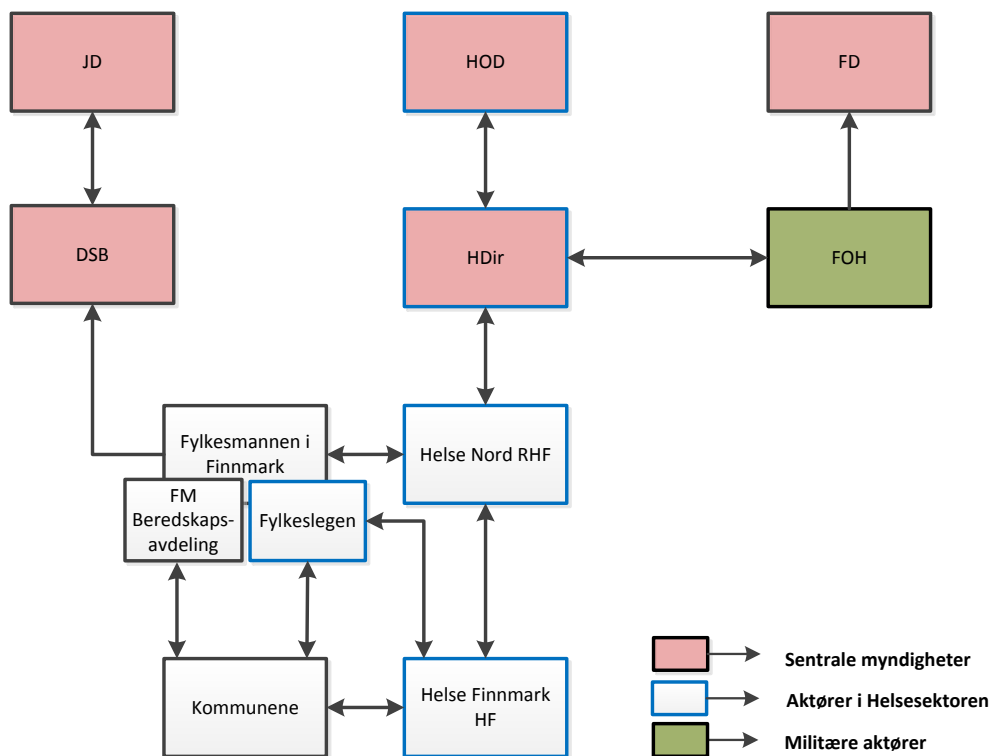 JD
HOD
FD
DSB
HDir
FOH
Fylkesmannen i
Finnmark
Helse Nord RHF
FM
Beredskaps-
avdeling
Fylkeslegen
Kommunene
Helse Finnmark
HF
Sentrale myndigheter
Aktører i Helsesektoren
Militære aktører